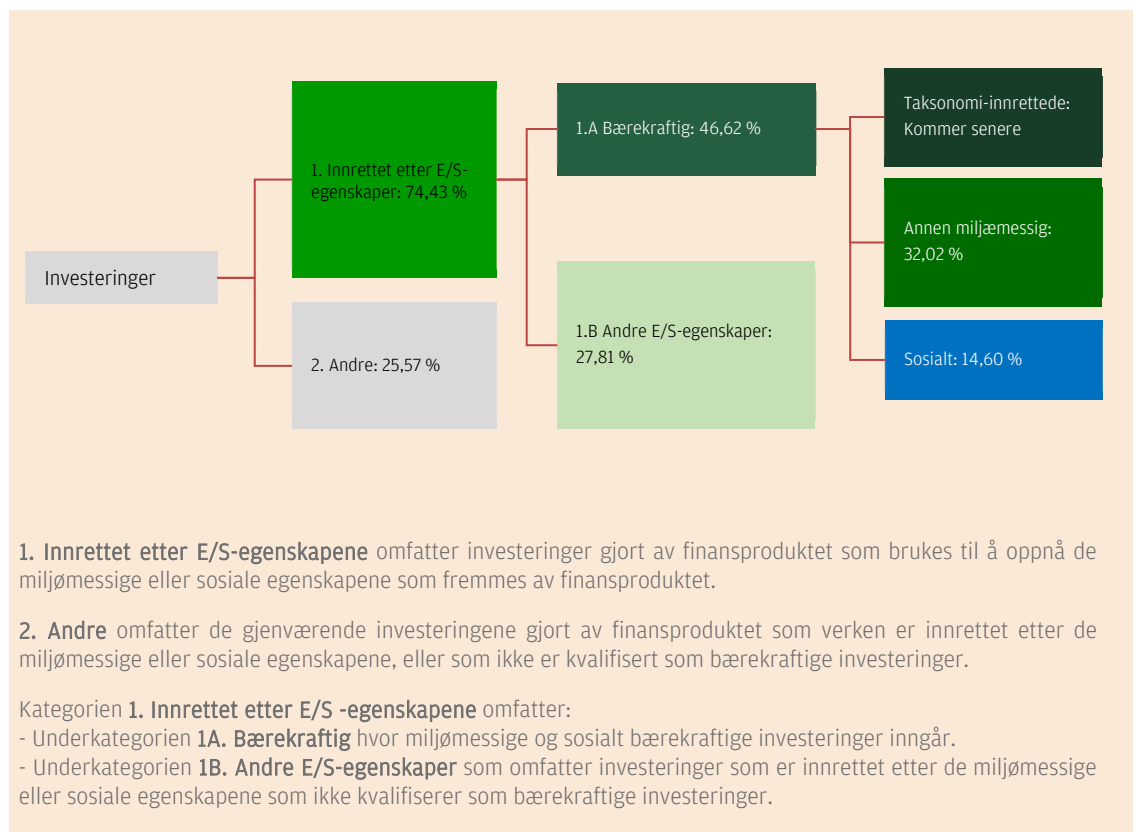 Investeringer
1. Innrettet etter E/S-
egenskaper: 74,43 %
2. Andre: 25,57 %
1.A Bærekraftig: 46,62 %
1.B Andre E/S-egenskaper:
27,81 %
Taksonomi-innrettede:
Kommer senere
Annen miljæmessig:
32,02 %
Sosialt: 14,60 %
1. Innrettet etter E/S-egenskapene omfatter investeringer gjort av finansproduktet som brukes til å oppnå de
miljømessige eller sosiale egenskapene som fremmes av finansproduktet.
2. Andre omfatter de gjenværende investeringene gjort av finansproduktet som verken er innrettet etter de
miljømessige eller sosiale egenskapene, eller som ikke er kvalifisert som bærekraftige investeringer.
Kategorien 1. Innrettet etter E/S -egenskapene omfatter:
- Underkategorien 1A. Bærekraftig hvor miljømessige og sosialt bærekraftige investeringer inngår.
- Underkategorien 1B. Andre E/S-egenskaper som omfatter investeringer som er innrettet etter de miljømessige
eller sosiale egenskapene som ikke kvalifiserer som bærekraftige investeringer.